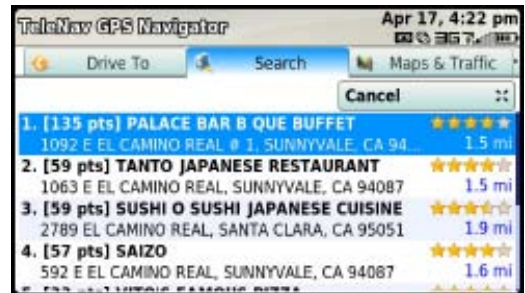 TeleNav GPS Navigator
Apr 17, 4:22 pm
3G
Drive To
Search
Maps & Traffic
Cancel
1. [135 pts] PALACE BAR B QUE BUFFET
1092 E EL CAMINO REAL # 1, SUNNYVALE, CA 94...
1.5 mi
2. [59 pts] TANTO JAPANESE RESTAURANT
1063 E EL CAMINO REAL, SUNNYVALE, CA 94087
1.5 mi
3. [59 pts] SUSHI O SUSHI JAPANESE CUISINE
2789 EL CAMINO REAL, SANTA CLARA, CA 95051
1.9 mi
4. [57 pts] SAIZO
592 E EL CAMINO REAL, SUNNYVALE, CA 94087
1.6 mi